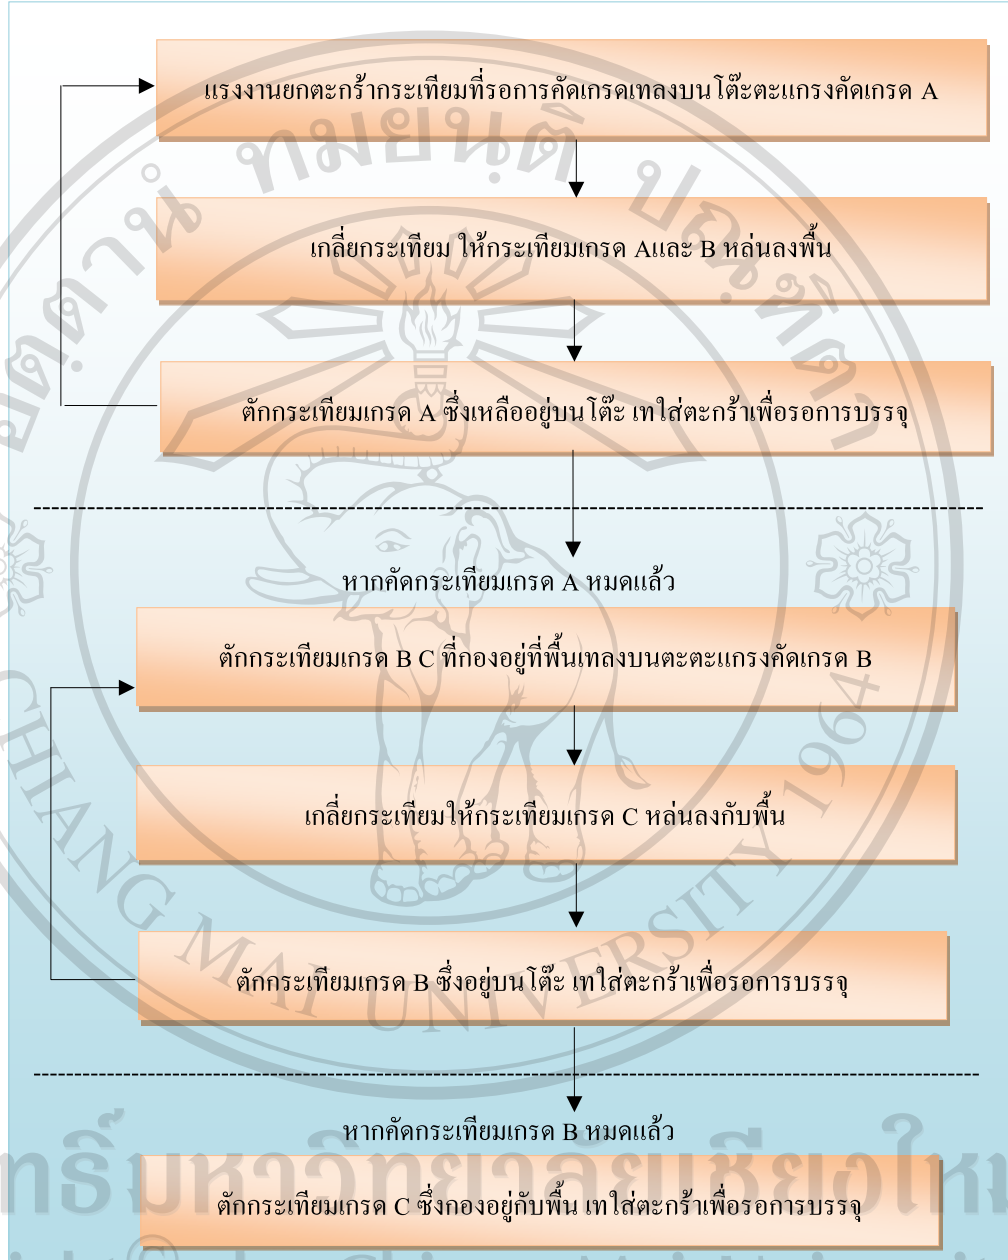 แรงงานยกตะกร้ากระเทียมที่รอการคัดเกรดเทลงบนโต๊ะตะแกรงคัดเกรด A
เกลี่ยกระเทียม ให้กระเทียมเกรด Aและ B หล่นลงพื้น
ตักกระเทียมเกรด A ซึ่งเหลืออยู่บนโต๊ะ เทใส่ตะกร้าเพื่อรอการบรรจุ
หากคัดกระเทียมเกรด A หมดแล้ว
ตักกระเทียมเกรด B C ที่กองอยู่ที่พื้นเทลงบนตะตะแกรงคัดเกรด B
เกลี่ยกระเทียมให้กระเทียมเกรด C หล่นลงกับพื้น
ตักกระเทียมเกรด B ซึ่งอยู่บนโต๊ะ เทใส่ตะกร้าเพื่อรอการบรรจุ
หากคัดกระเทียมเกรด B หมดแล้ว
ตักกระเทียมเกรด C ซึ่งกองอยู่กับพื้น เทใส่ตะกร้าเพื่อรอการบรรจุ
CHIANG MAI UNIVERSITY 1964